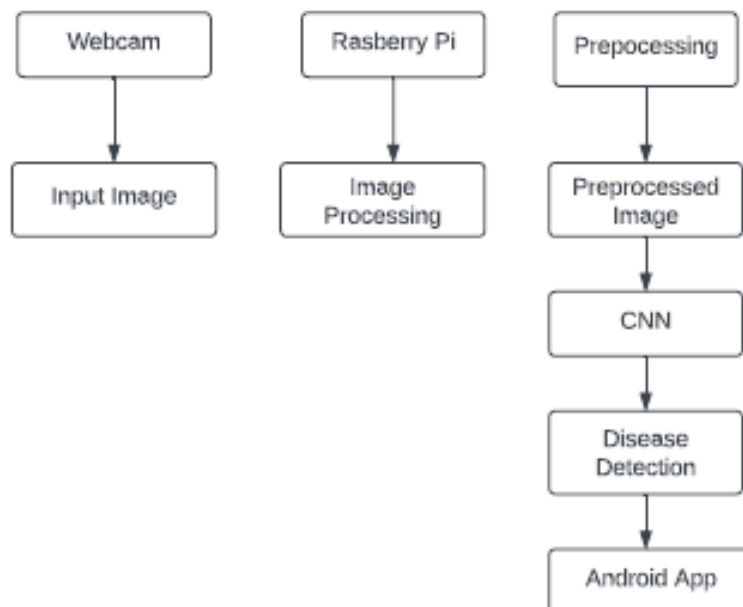 Webcam
Rasberry Pi
Prepocessing
Input Image
Image
Processing
Preprocessed
Image
CNN
Disease
Detection
Android App